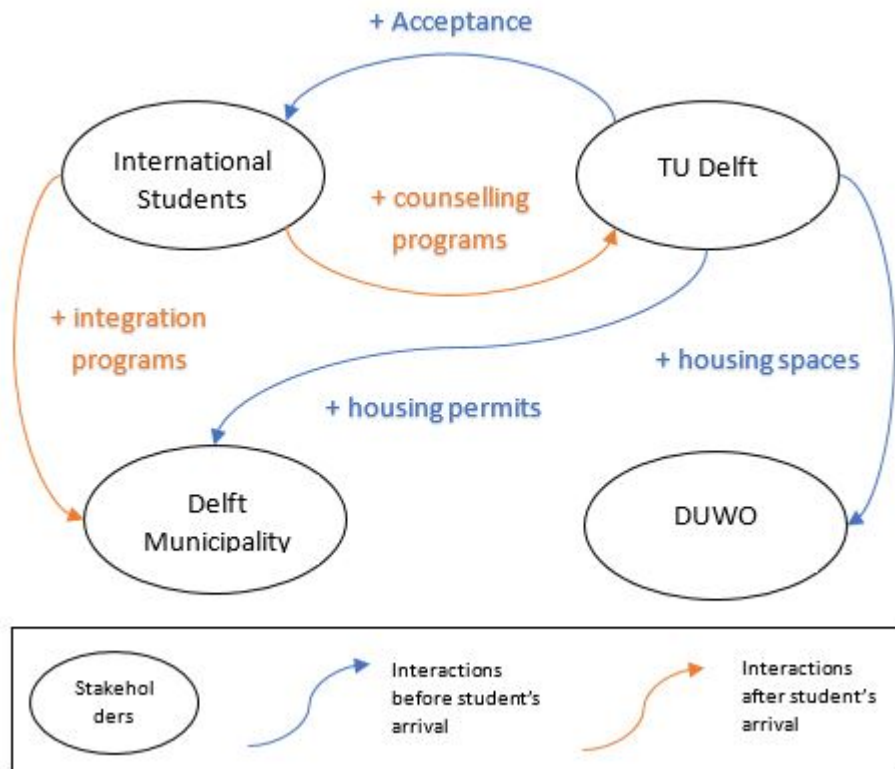 + Acceptance
International
Students
TU Delft
+ counselling
programs
+ integration
programs
+ housing spaces
+ housing permits
Delft
Municipality
DUWO
Stakehol
ders
Interactions
before student's
arrival
Interactions
after student's
arrival